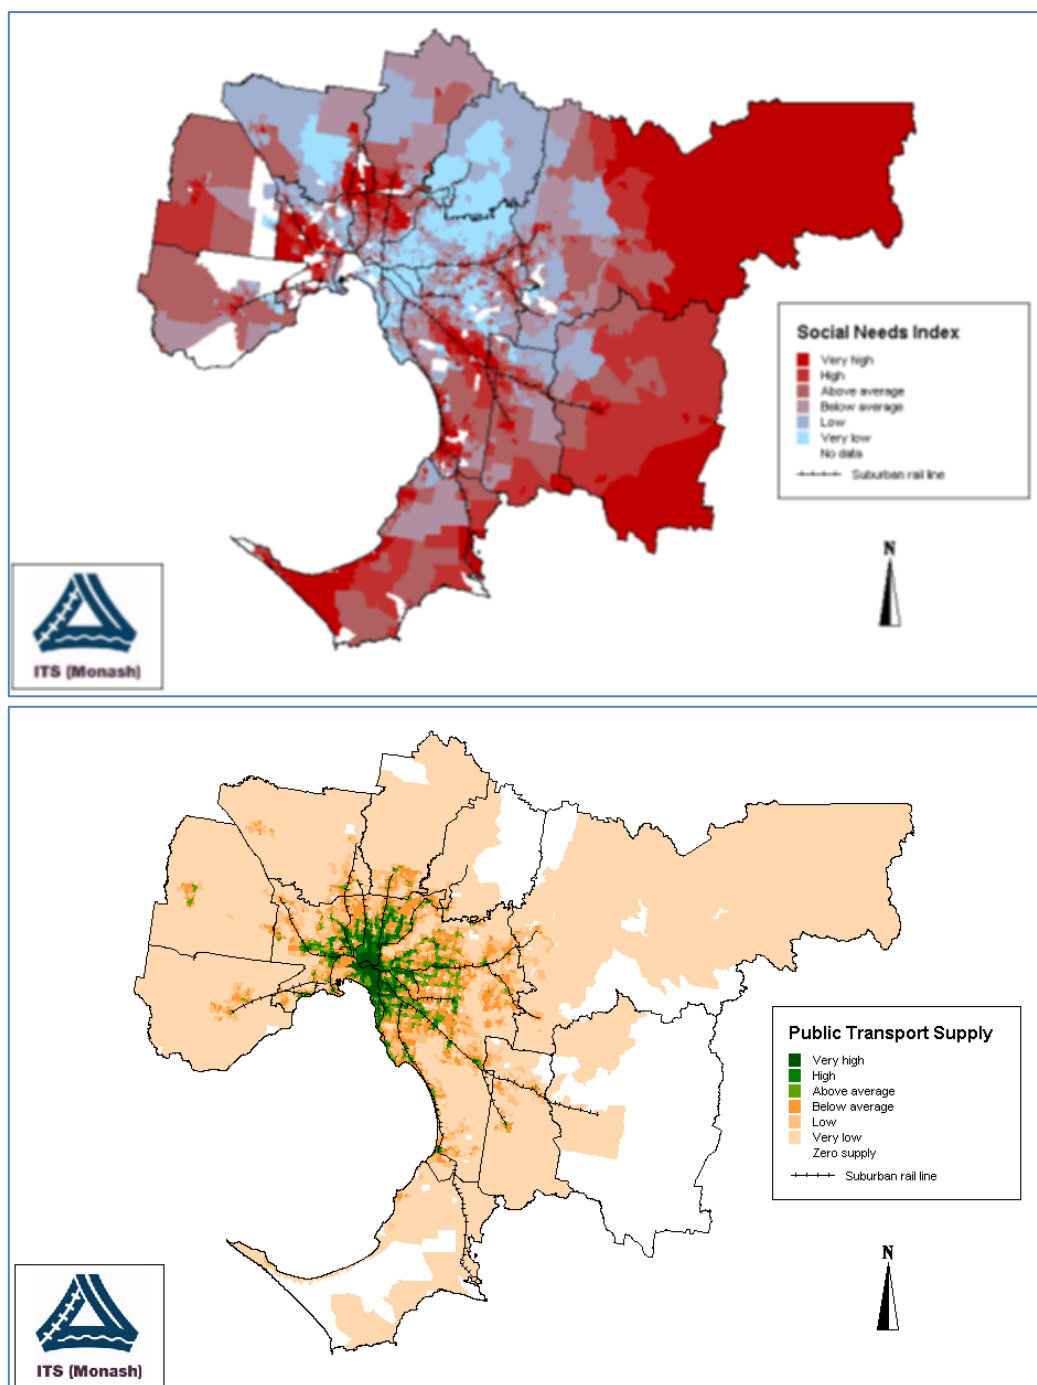 Social Needs Index
Very high
High
Above average
Below average
Low
Very low
No data
Suburban rail line
N
ITS (Monash)
Public Transport Supply
Very high
High
Above average
Below average
Low
Very low
Zero supply
Suburban rail line
N
ITS (Monash)